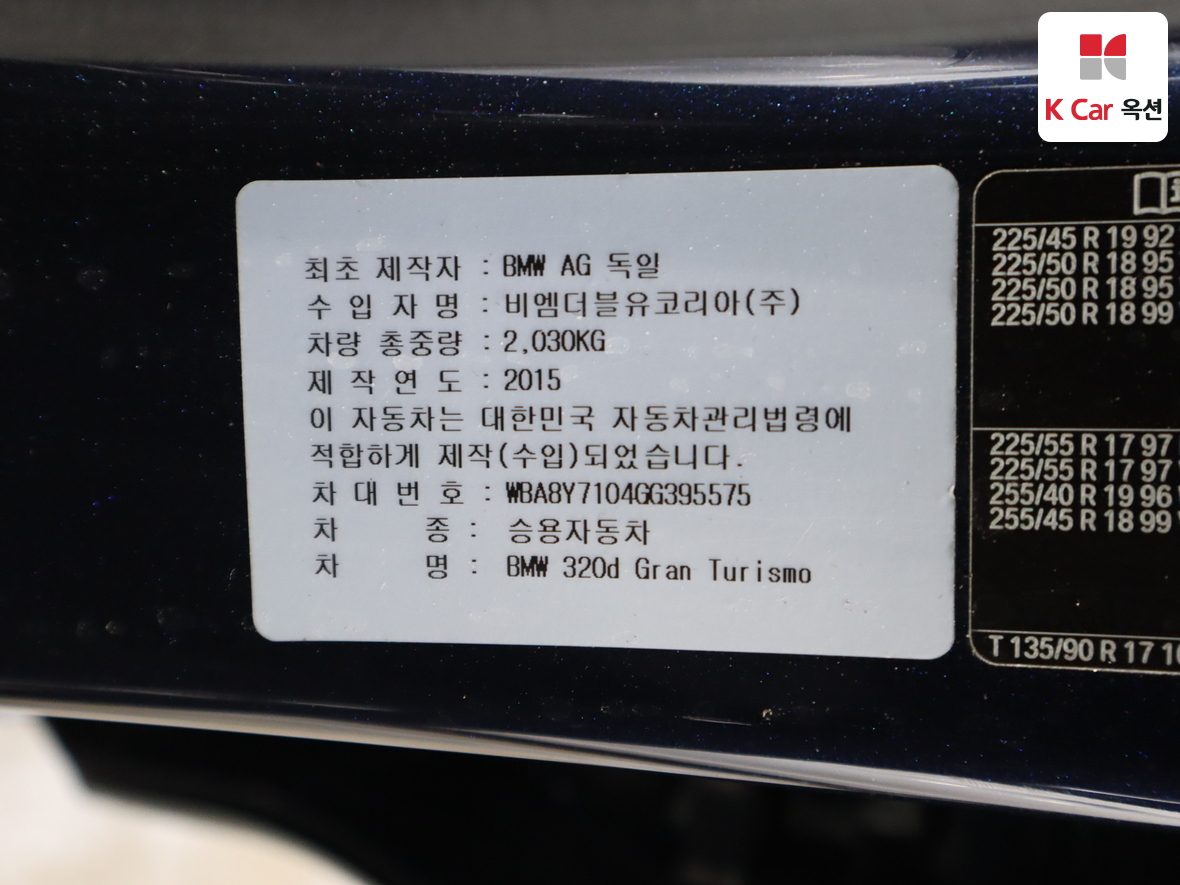 K Car 옥션
최초 제작자 : BMW AG 독일
수 입 자 명 : 비엠더블유코리아(주)
차량 총중량 : 2,030KG
제 작 연 도 : 2015
이 자동차는 대한민국 자동차관리법령에
적합하게 제작(수입)되었습니다.
차 대 번 호 : WBA8Y7104GG395575
차 종 : 승용자동차
차 명 : BMW 320d Gran Turismo
225/45 R 19 92
225/50 R 18 95
225/50 R 18 95
225/50 R 18 99
225/55 R 17 97
225/55 R 17 97
255/40 R 19 96
255/45 R 18 99
T 135/90 R 17